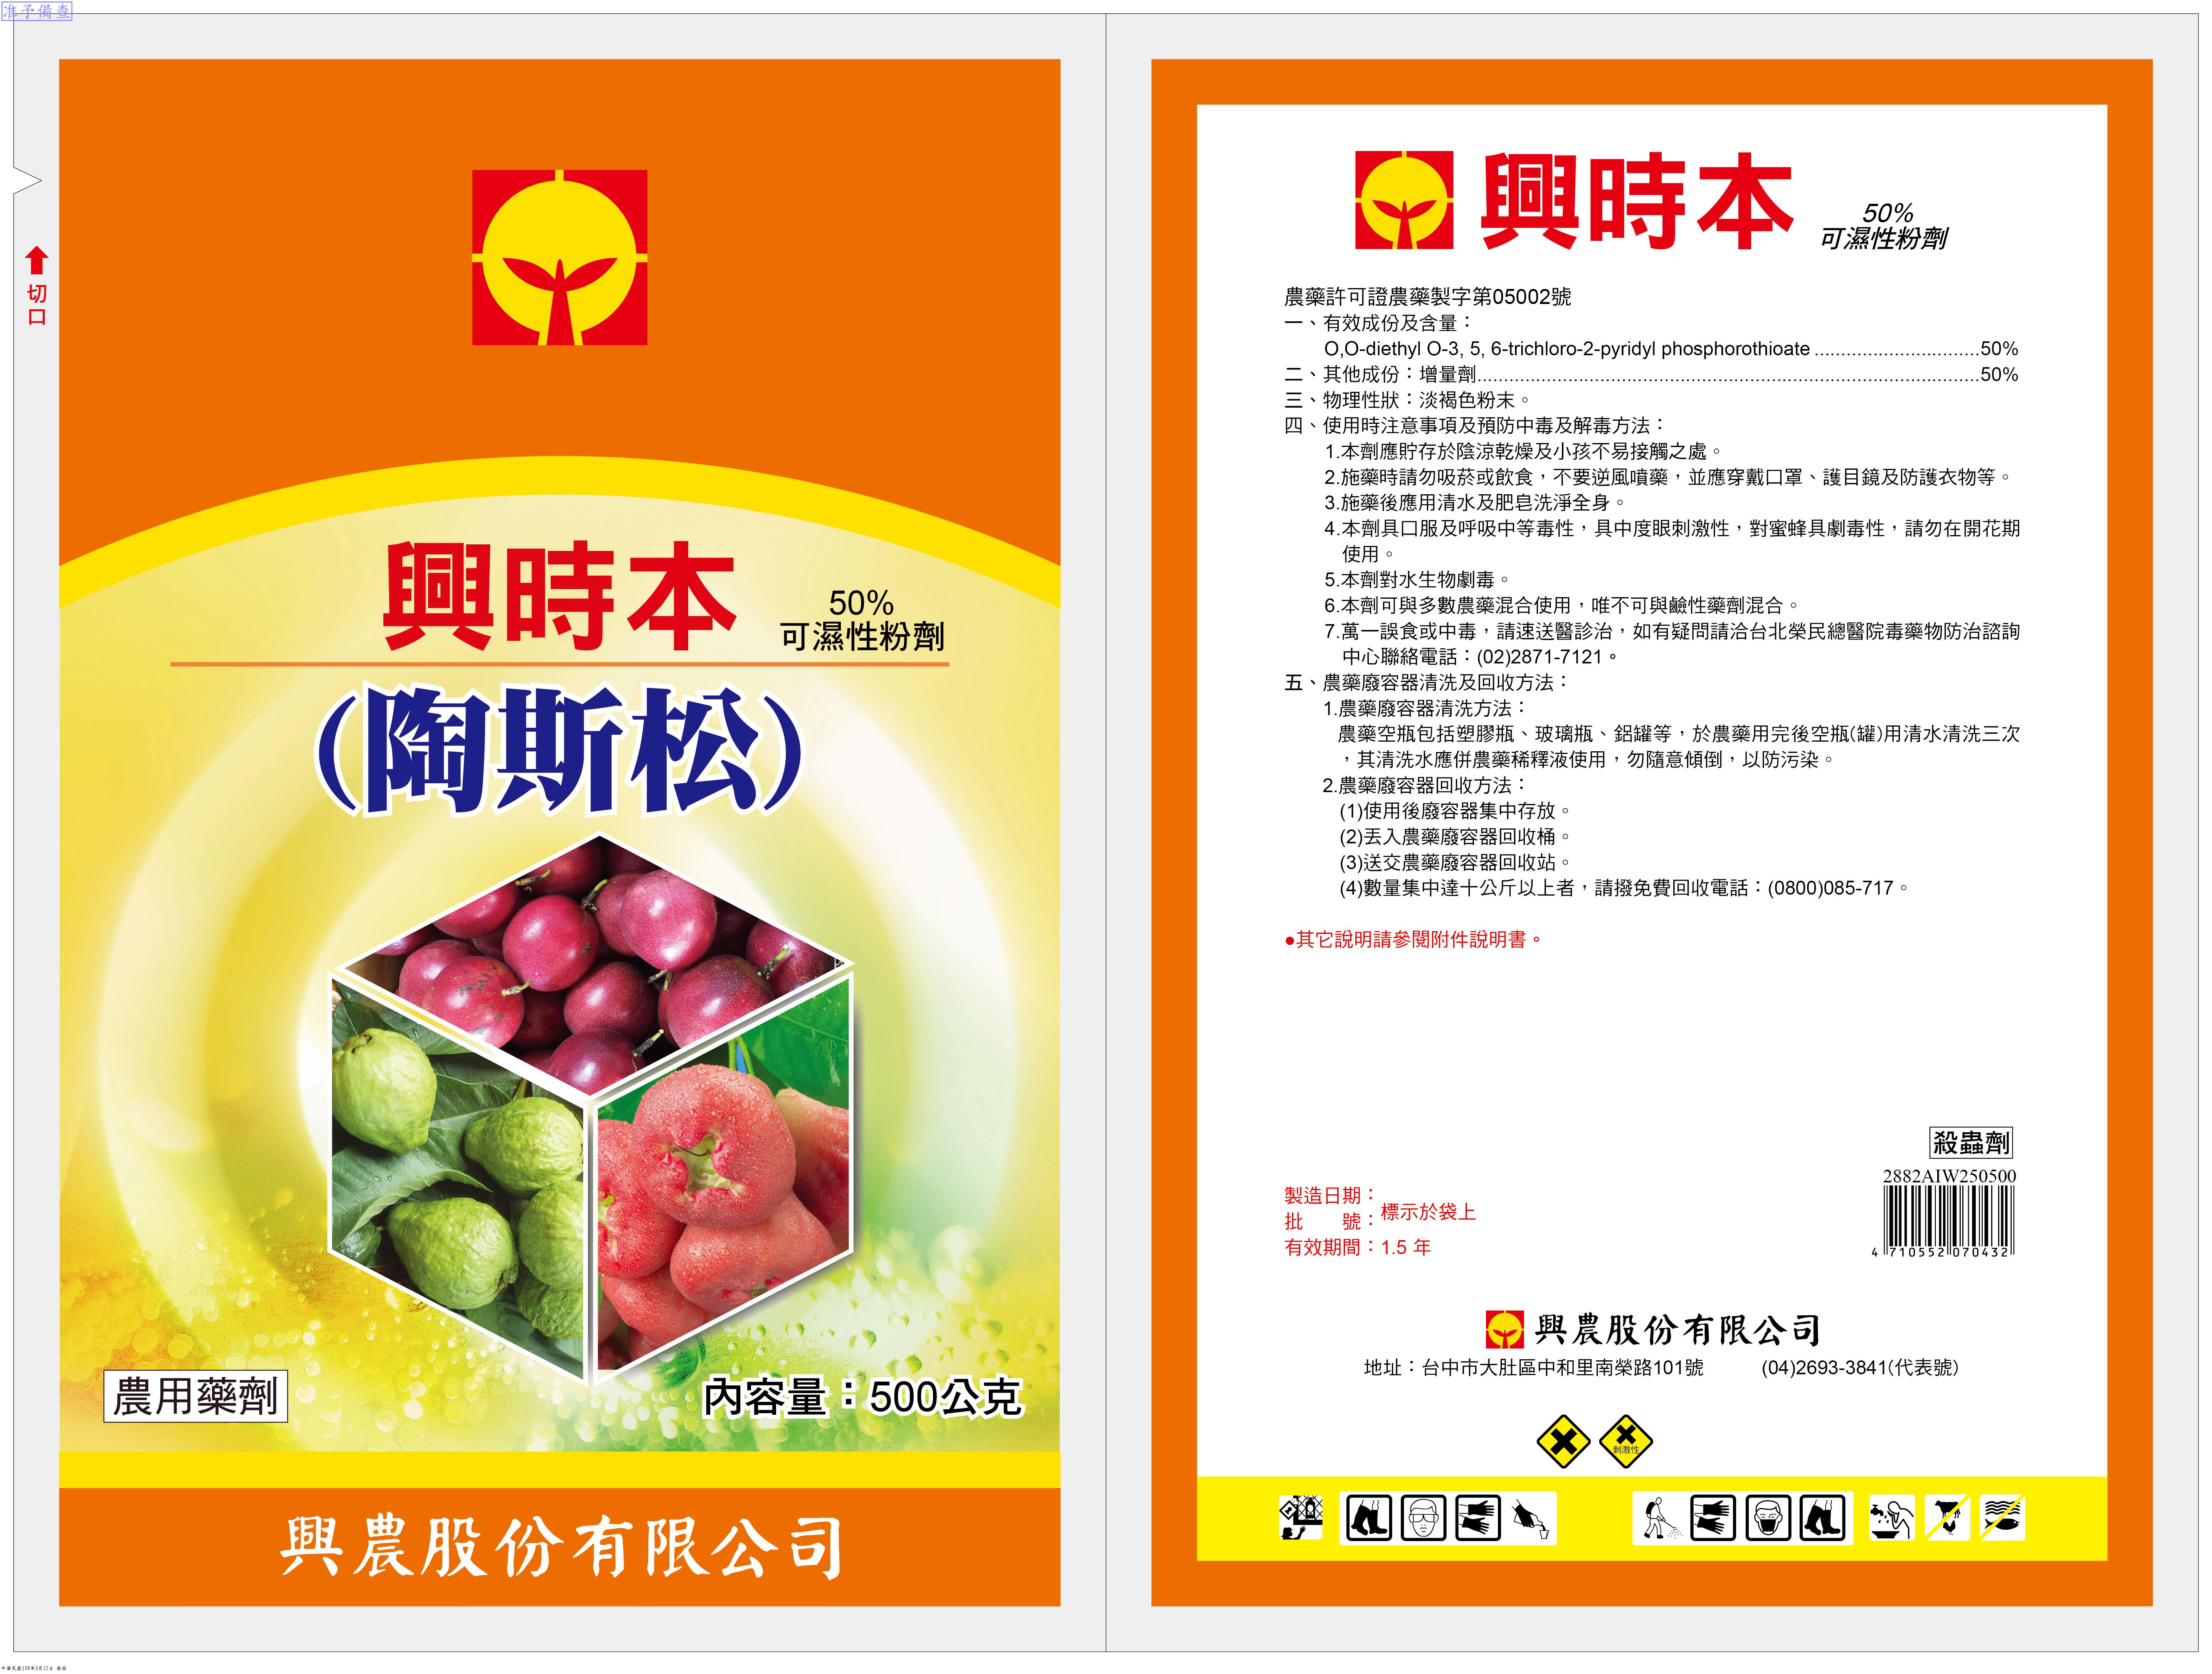 准予備查
切口
興時本
50%
可濕性粉劑
(陶斯松)
農用藥劑
內容量：500公克
興農股份有限公司
興時本
50%
可濕性粉劑
農藥許可證農藥製字第05002號
一、有效成份及含量：
O,O-diethyl O-3, 5, 6-trichloro-2-pyridyl phosphorothioate ...............................50%
二、其他成份：增量劑...............................................................................................50%
三、物理性狀：淡褐色粉末。
四、使用時注意事項及預防中毒及解毒方法：
1.本劑應貯存於陰涼乾燥及小孩不易接觸之處。
2.施藥時請勿吸菸或飲食，不要逆風噴藥，並應穿戴口罩、護目鏡及防護衣物等。
3.施藥後應用清水及肥皂洗淨全身。
4.本劑具口服及呼吸中等毒性，具中度眼刺激性，對蜜蜂具劇毒性，請勿在開花期
使用。
5.本劑對水生物劇毒。
6.本劑可與多數農藥混合使用，唯不可與鹼性藥劑混合。
7.萬一誤食或中毒，請速送醫診治，如有疑問請洽台北榮民總醫院毒藥物防治諮詢
中心聯絡電話：(02)2871-7121。
五、農藥廢容器清洗及回收方法：
1.農藥廢容器清洗方法：
農藥空瓶包括塑膠瓶、玻璃瓶、鋁罐等，於農藥用完後空瓶(罐)用清水清洗三次
，其清洗水應併農藥稀釋液使用，勿隨意傾倒，以防污染。
2.農藥廢容器回收方法：
(1)使用後廢容器集中存放。
(2)丟入農藥廢容器回收桶。
(3)送交農藥廢容器回收站。
(4)數量集中達十公斤以上者，請撥免費回收電話：(0800)085-717。
●其它說明請參閱附件說明書。
殺蟲劑
2882AIW250500
4 710552 070432
製造日期：
批　　號：標示於袋上
有效期間：1.5 年
興農股份有限公司
地址：台中市大肚區中和里南榮路101號 (04)2693-3841(代表號)
刺激性